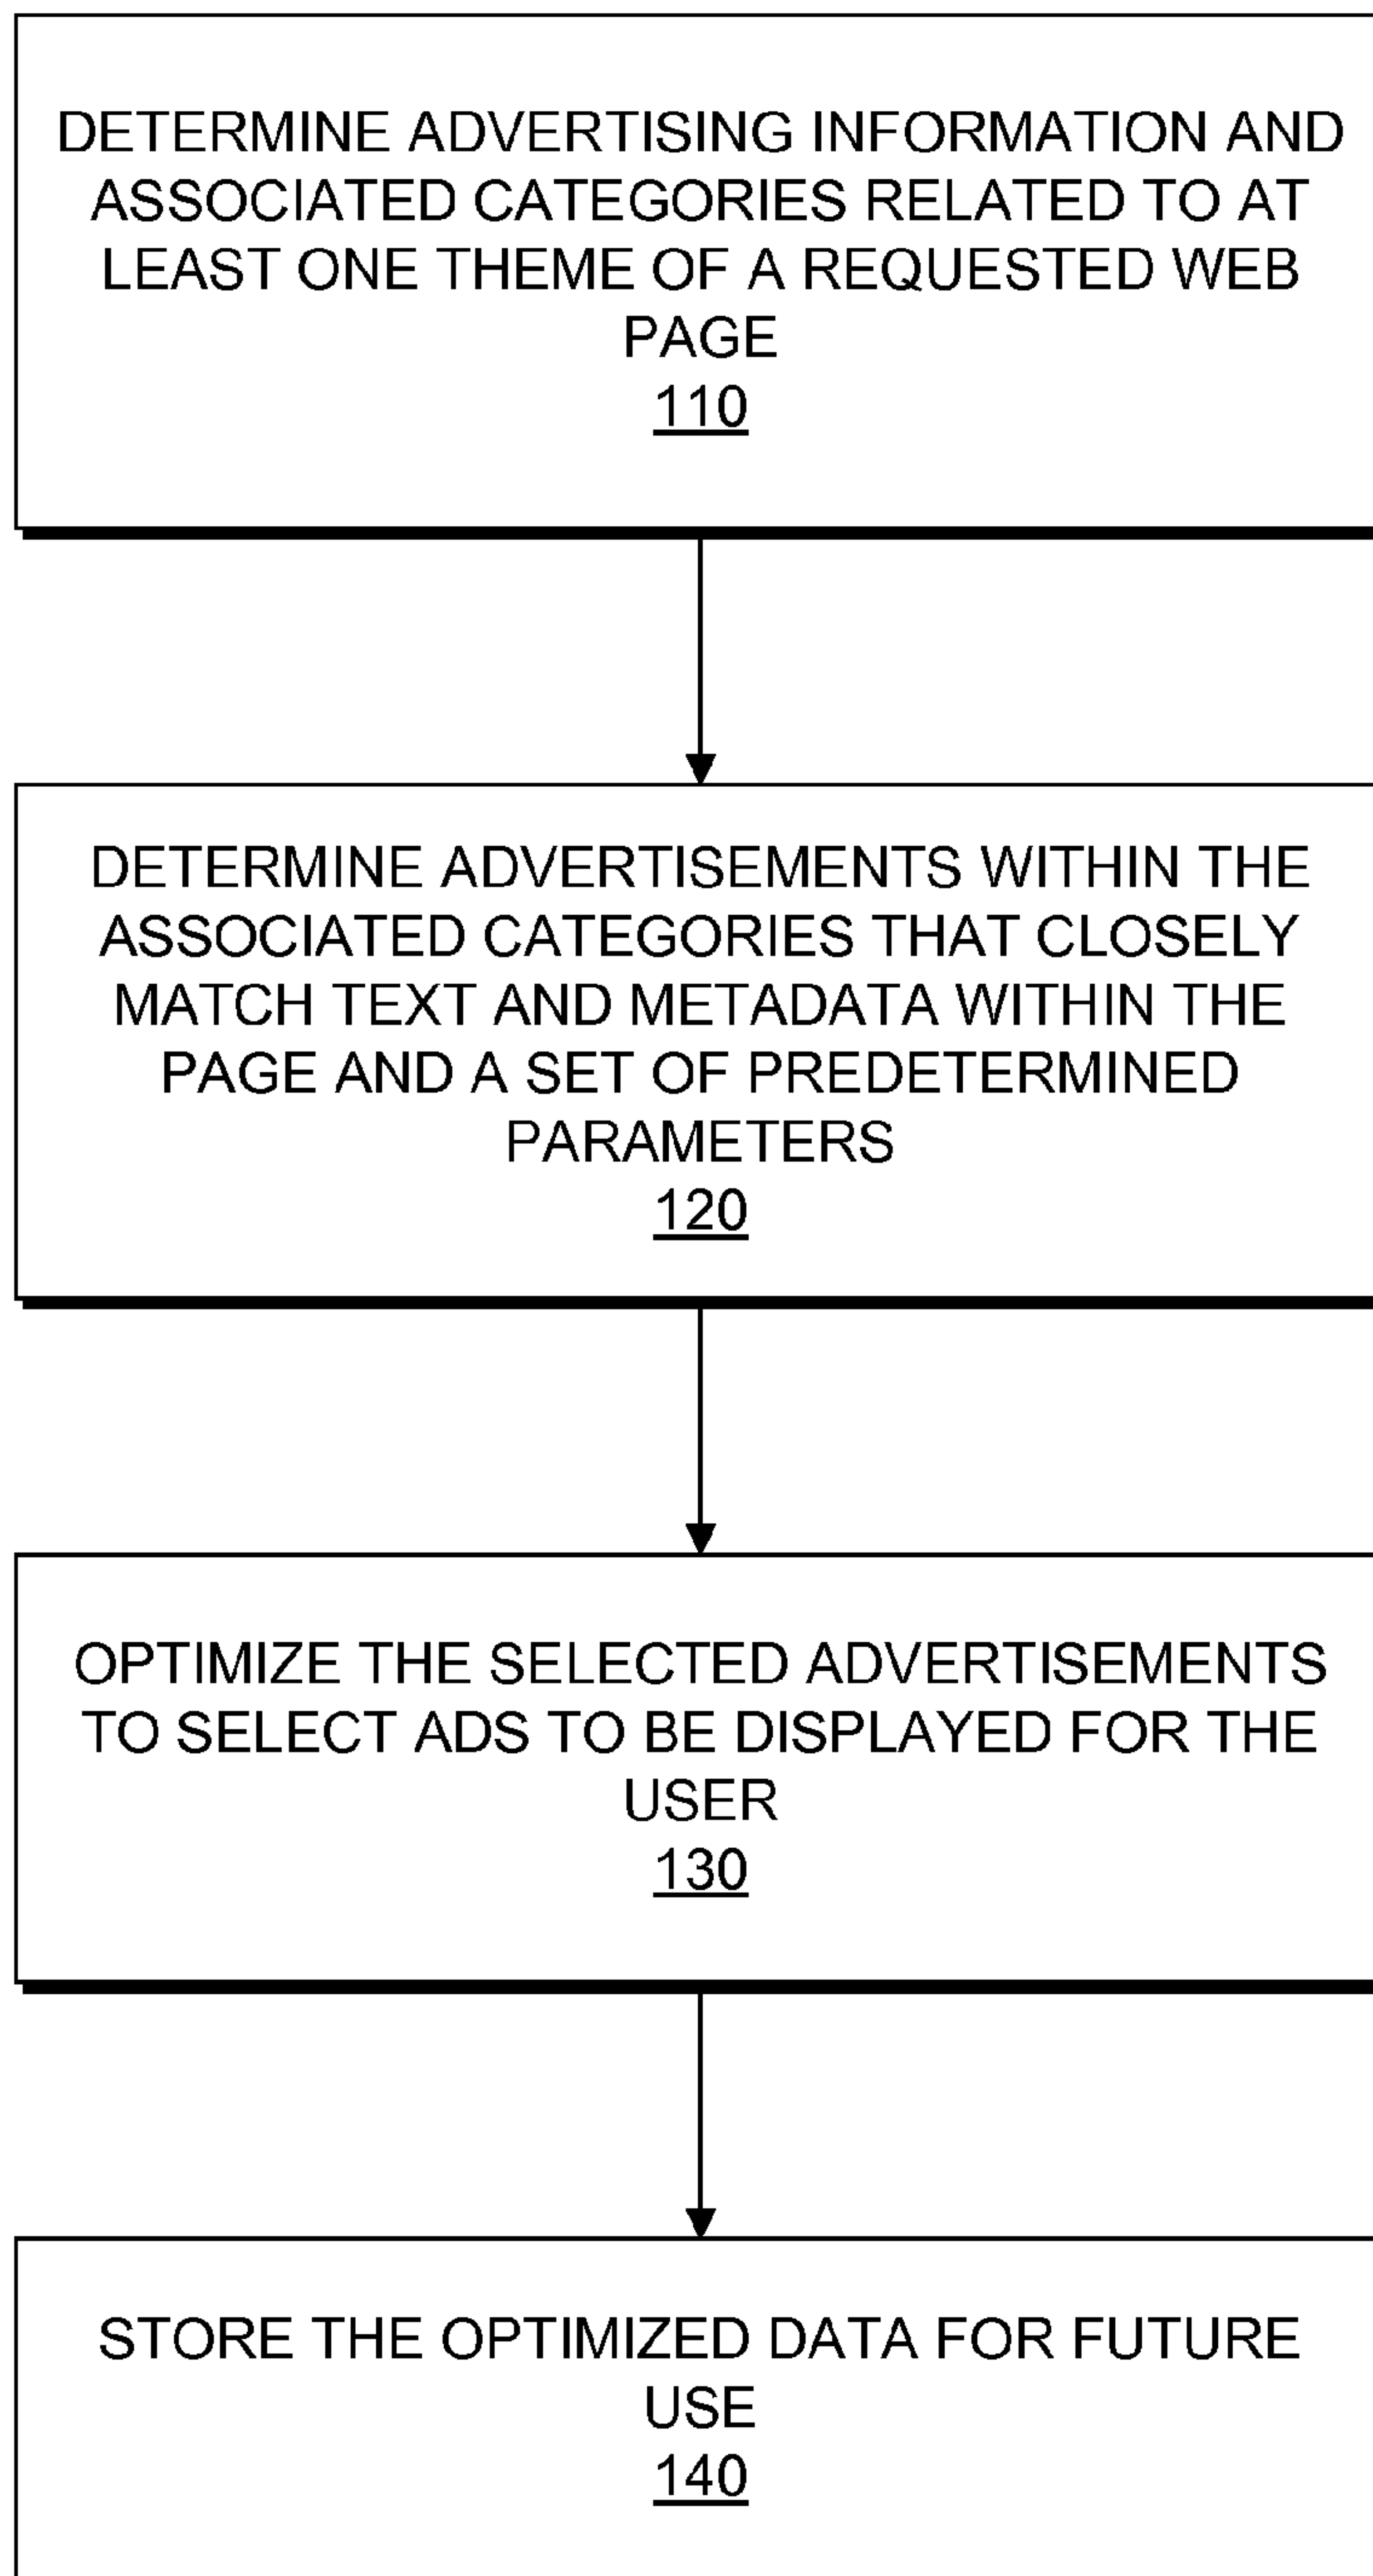 DETERMINE ADVERTISING INFORMATION AND
ASSOCIATED CATEGORIES RELATED TO AT
LEAST ONE THEME OF A REQUESTED WEB
PAGE
110
DETERMINE ADVERTISEMENTS WITHIN THE
ASSOCIATED CATEGORIES THAT CLOSELY
MATCH TEXT AND METADATA WITHIN THE
PAGE AND A SET OF PREDETERMINED
PARAMETERS
120
OPTIMIZE THE SELECTED ADVERTISEMENTS
TO SELECT ADS TO BE DISPLAYED FOR THE
USER
130
STORE THE OPTIMIZED DATA FOR FUTURE
USE
140